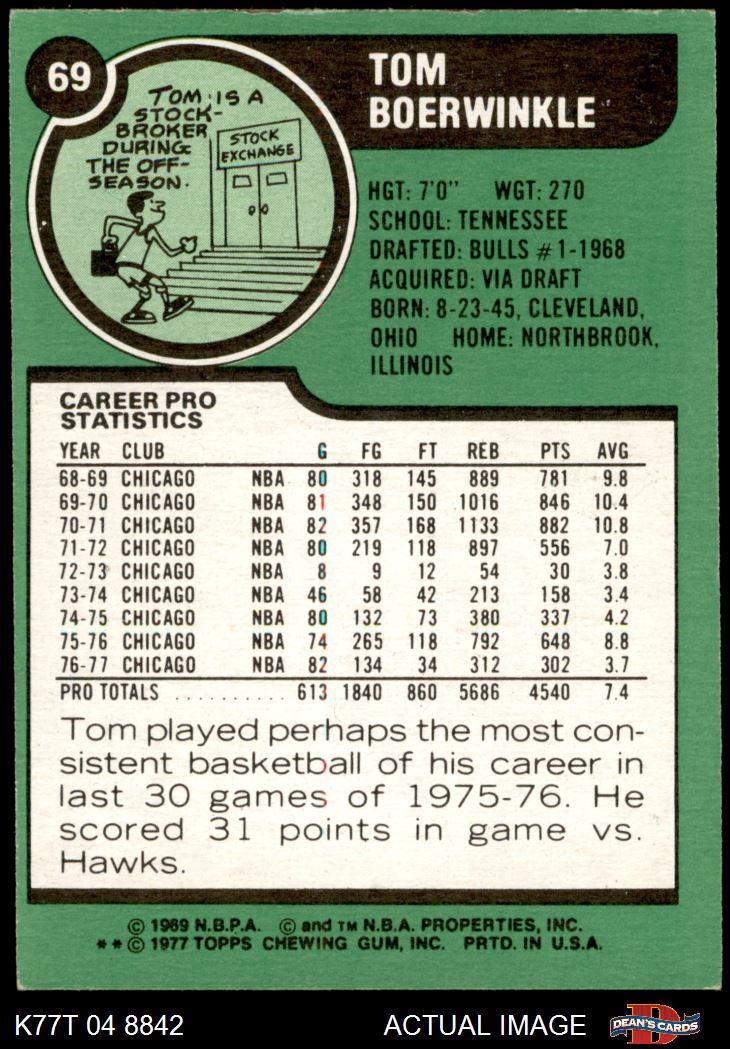 69
TOM
BOERWINKLE
TOM IS A
STOCK-
BROKER
DURING
THE OFF-
SEASON.
STOCK
EXCHANGE
HGT: 7'0" WGT: 270
SCHOOL: TENNESSEE
DRAFTED: BULLS #1-1968
ACQUIRED: VIA DRAFT
BORN: 8-23-45, CLEVELAND,
OHIO HOME: NORTHBROOK,
ILLINOIS
CAREER PRO
STATISTICS
YEAR CLUB G FG FT REB PTS AVG
68-69 CHICAGO NBA 80 318 145 889 781 9.8
69-70 CHICAGO NBA 81 348 150 1016 846 10.4
70-71 CHICAGO NBA 82 357 168 1133 882 10.8
71-72 CHICAGO NBA 80 219 118 897 556 7.0
72-73 CHICAGO NBA 8 9 12 54 30 3.8
73-74 CHICAGO NBA 46 58 42 213 158 3.4
74-75 CHICAGO NBA 80 132 73 380 337 4.2
75-76 CHICAGO NBA 74 265 118 792 648 8.8
76-77 CHICAGO NBA 82 134 34 312 302 3.7
PRO TOTALS .......... 613 1840 860 5686 4540 7.4
Tom played perhaps the most con-
sistent basketball of his career in
last 30 games of 1975-76. He
scored 31 points in game vs.
Hawks.
© 1969 N.B.P.A. © and TM N.B.A. PROPERTIES, INC.
** © 1977 TOPPS CHEWING GUM, INC. PRTD. IN U.S.A.
K77T 04 8842 ACTUAL IMAGE
D
DEAN'S CARDS